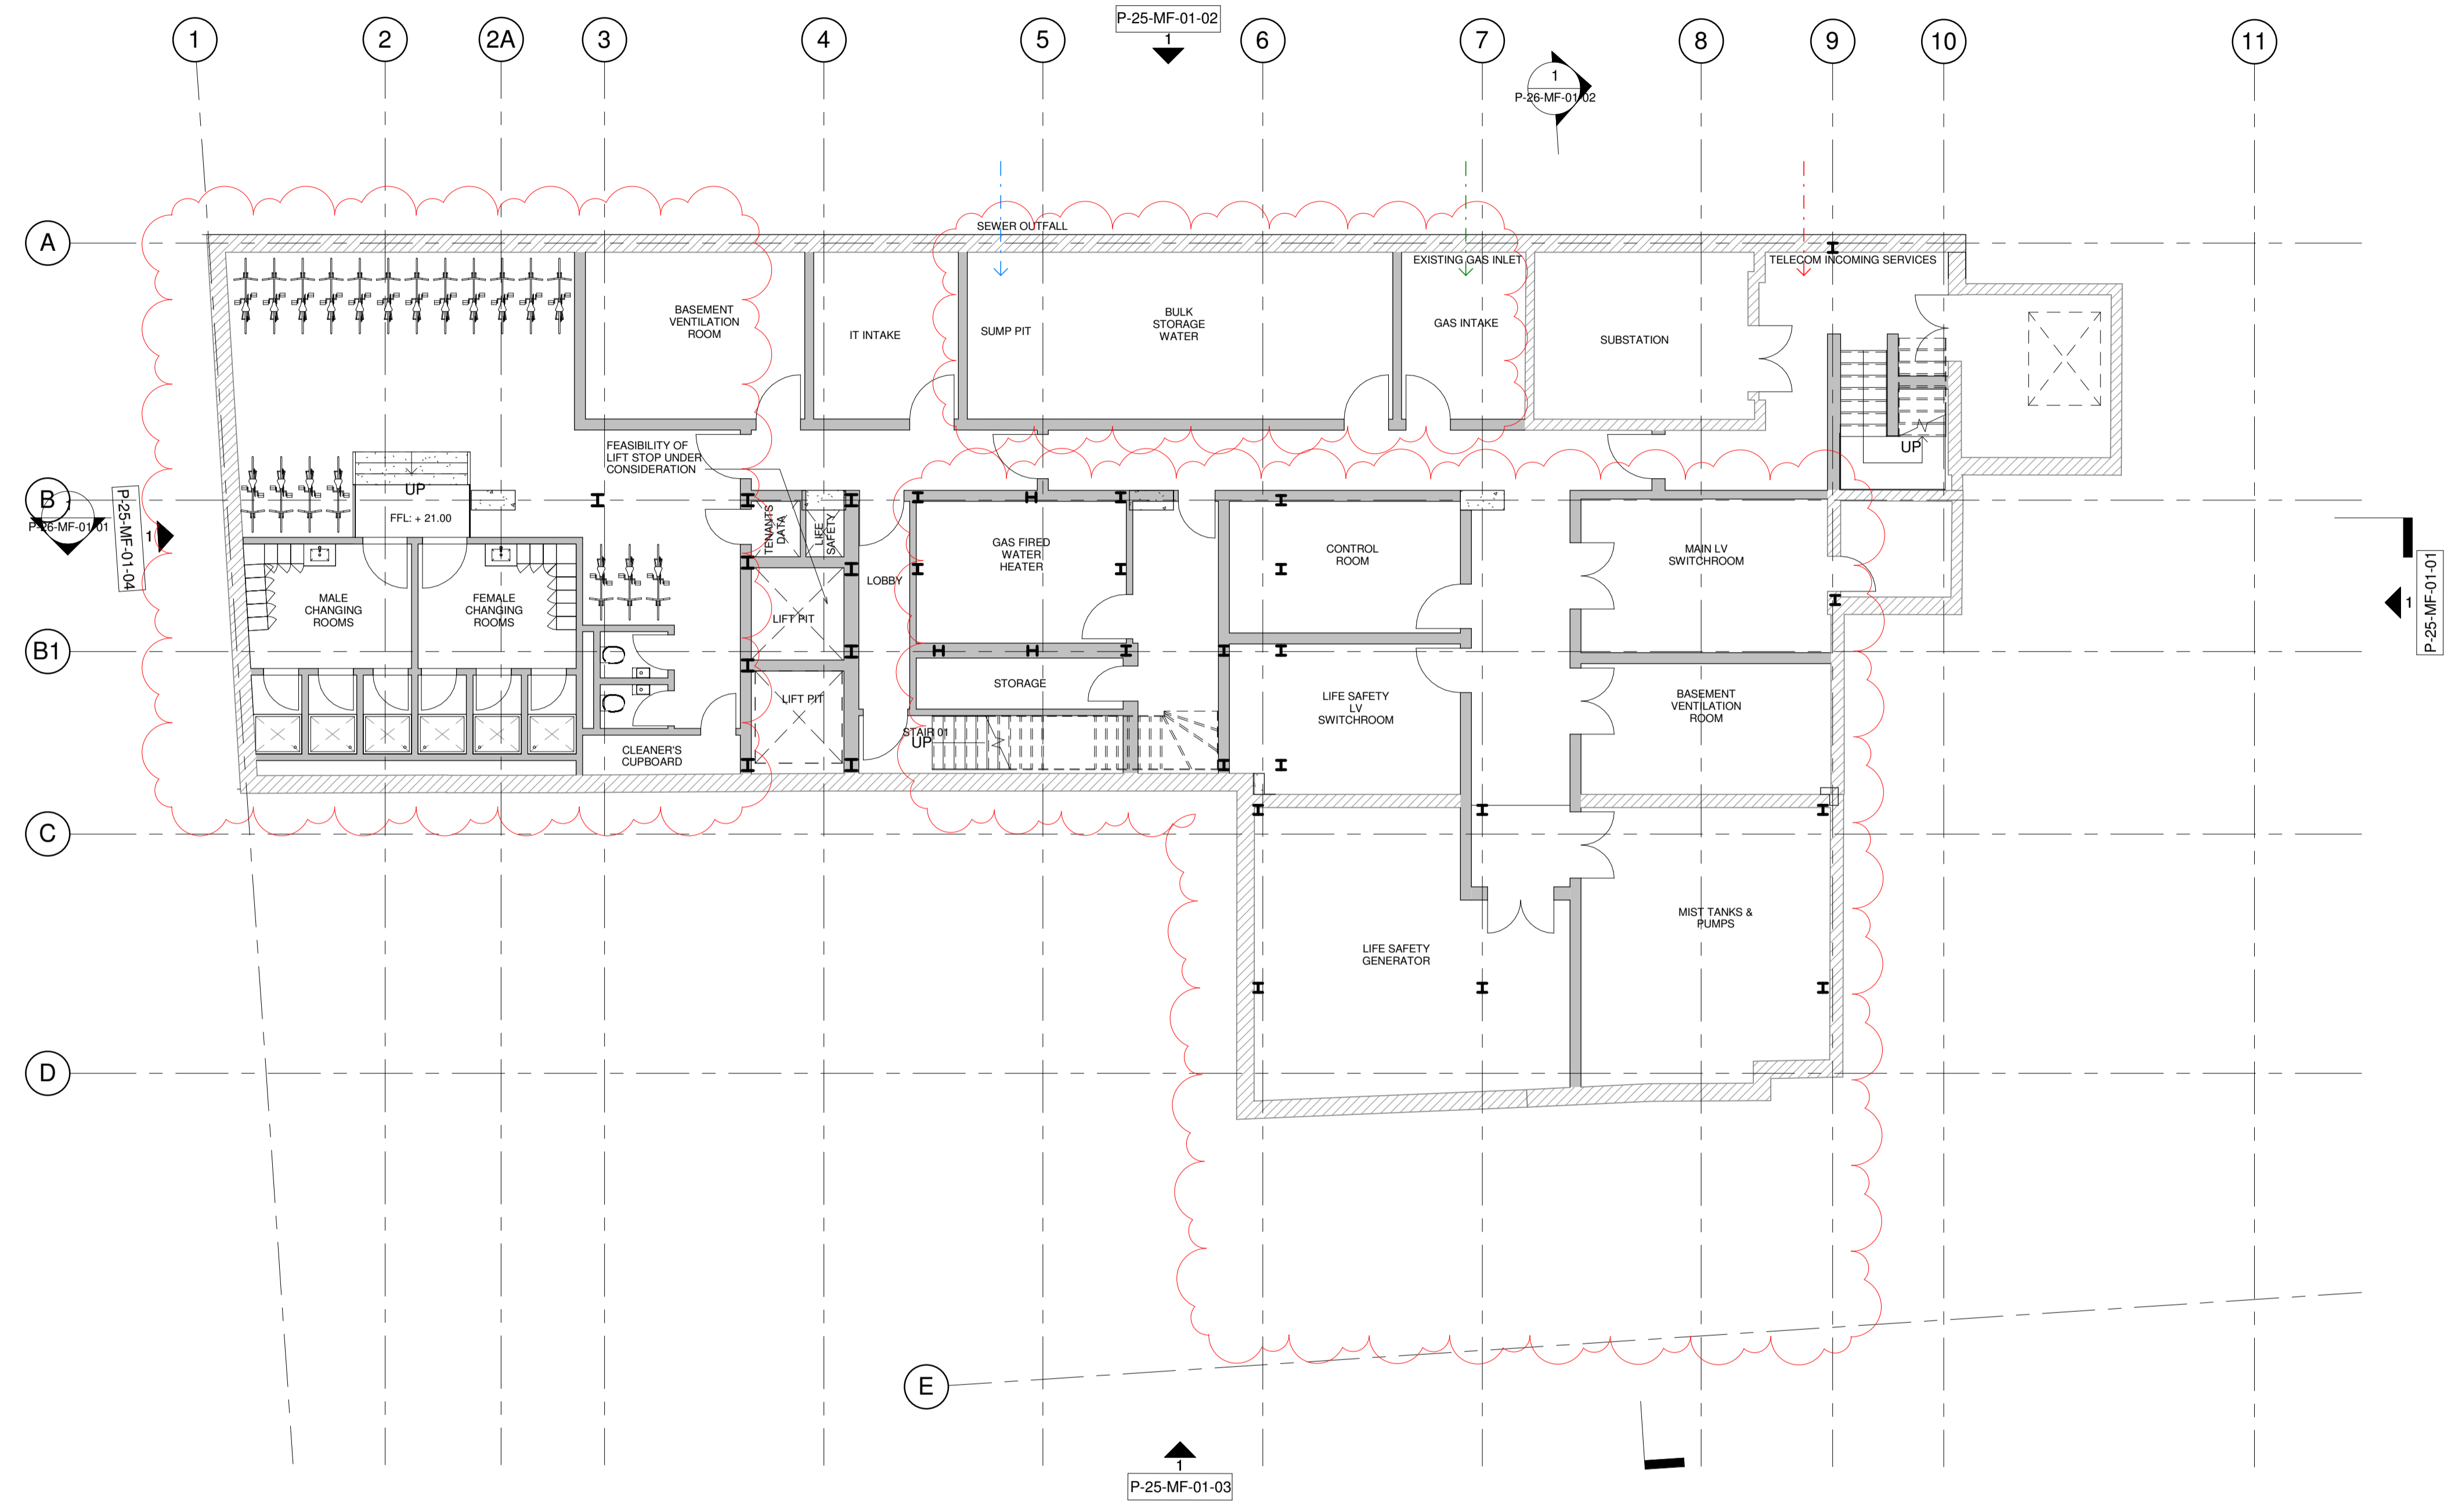 P-25-MF-01-02
1
1
2
2A
3
4
5
6
7
8
9
10
11
1
P-26-MF-01-02
A
SEWER OUTFALL
EXISTING GAS INLET
TELECOM INCOMING SERVICES
BASEMENT
VENTILATION
ROOM
IT INTAKE
SUMP PIT
BULK
STORAGE
WATER
GAS INTAKE
SUBSTATION
FEASIBILITY OF
LIFT STOP UNDER
CONSIDERATION
UP
B
1
P-26-MF-01-01
P-25-MF-01-04
1
UP
FFL: + 21.00
TENANTS
DATA
LIFE
SAFETY
LOBBY
GAS FIRED
WATER
HEATER
CONTROL
ROOM
MAIN LV
SWITCHROOM
1
P-25-MF-01-01
MALE
CHANGING
ROOMS
FEMALE
CHANGING
ROOMS
LIFT PIT
B1
STORAGE
LIFT PIT
LIFE SAFETY
LV
SWITCHROOM
BASEMENT
VENTILATION
ROOM
STAIR 01
UP
CLEANER'S
CUPBOARD
C
MIST TANKS &
PUMPS
LIFE SAFETY
GENERATOR
D
E
1
P-25-MF-01-03